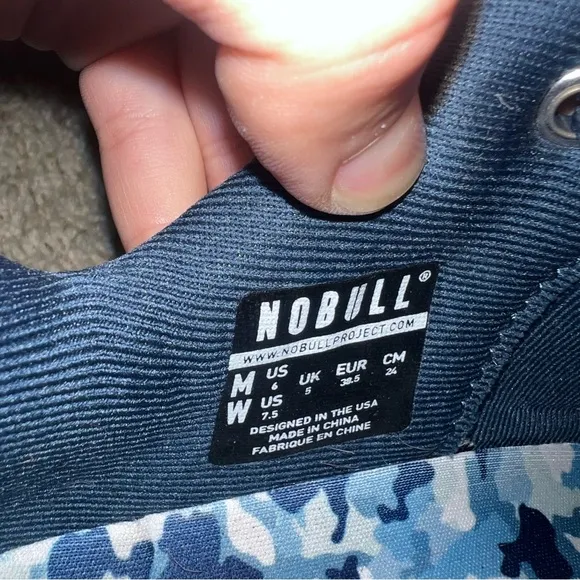 NOBULL®
WWW.NOBULLPROJECT.COM
M US 6 UK 5 EUR 38.5 CM 24
W US 7.5
DESIGNED IN THE USA
MADE IN CHINA
FABRIQUE EN CHINE